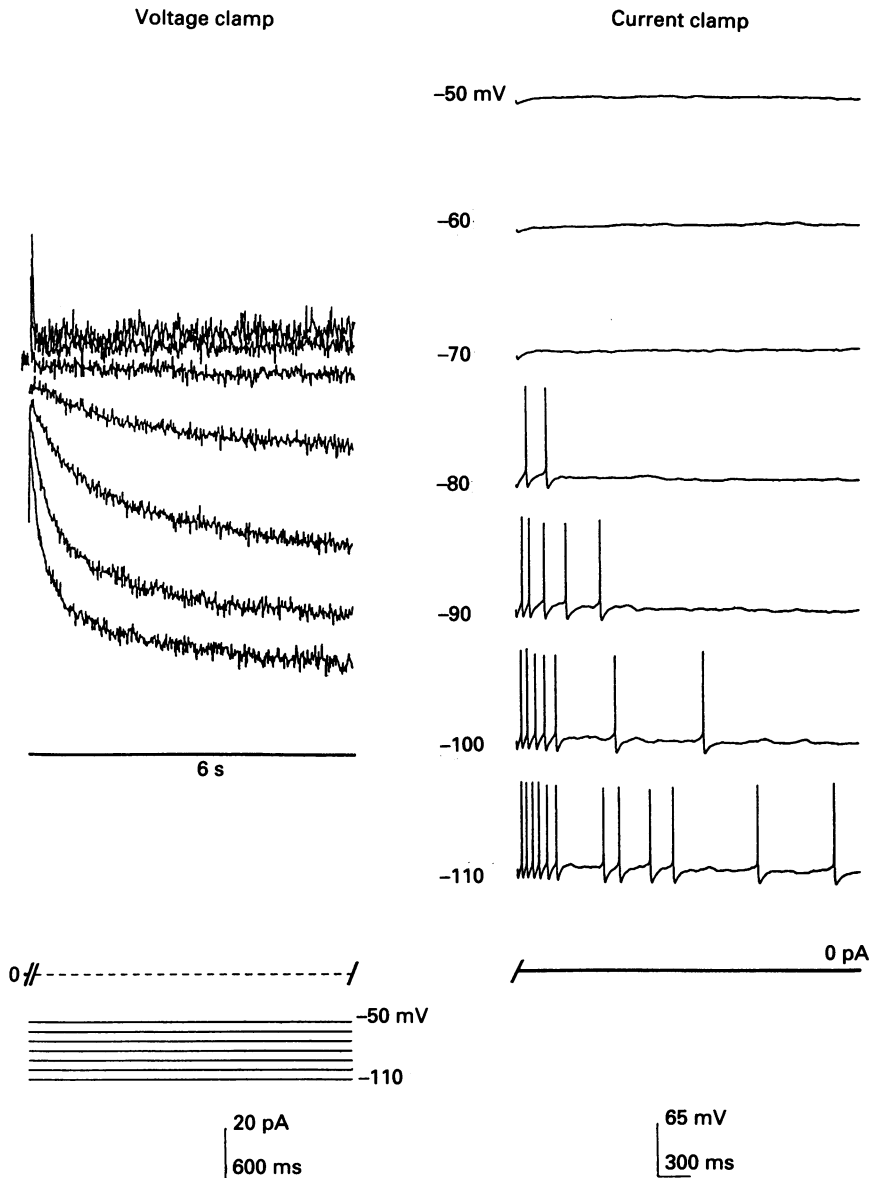 Voltage clamp
Current clamp
–50 mV
–60
–70
–80
–90
–100
–110
6 s
0
–50 mV
–110
20 pA
600 ms
0 pA
65 mV
300 ms